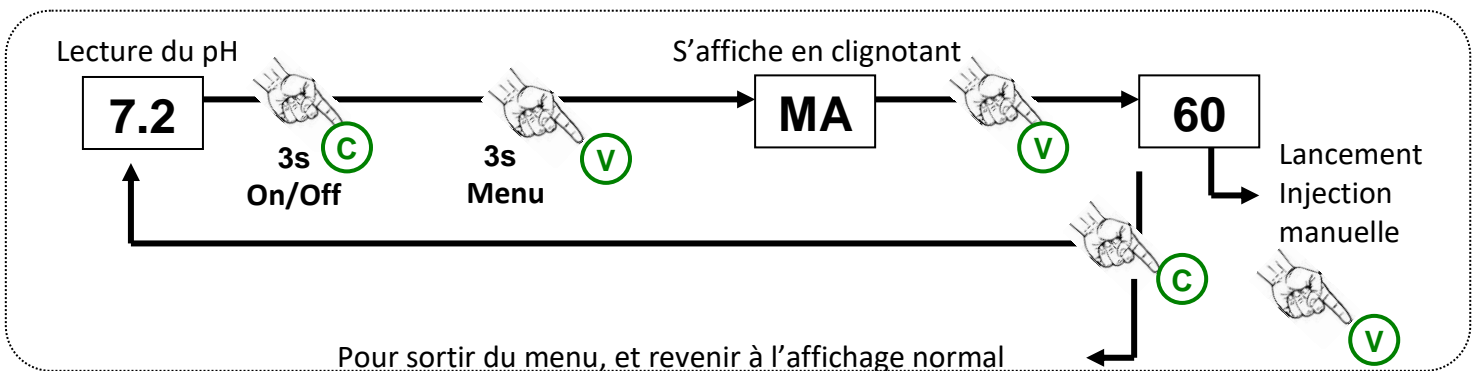 Lecture du pH
S’affiche en clignotant
7.2
MA
60
C
V
V
3s
On/Off
3s
Menu
Lancement
Injection
manuelle
C
V
Pour sortir du menu, et revenir à l’affichage normal